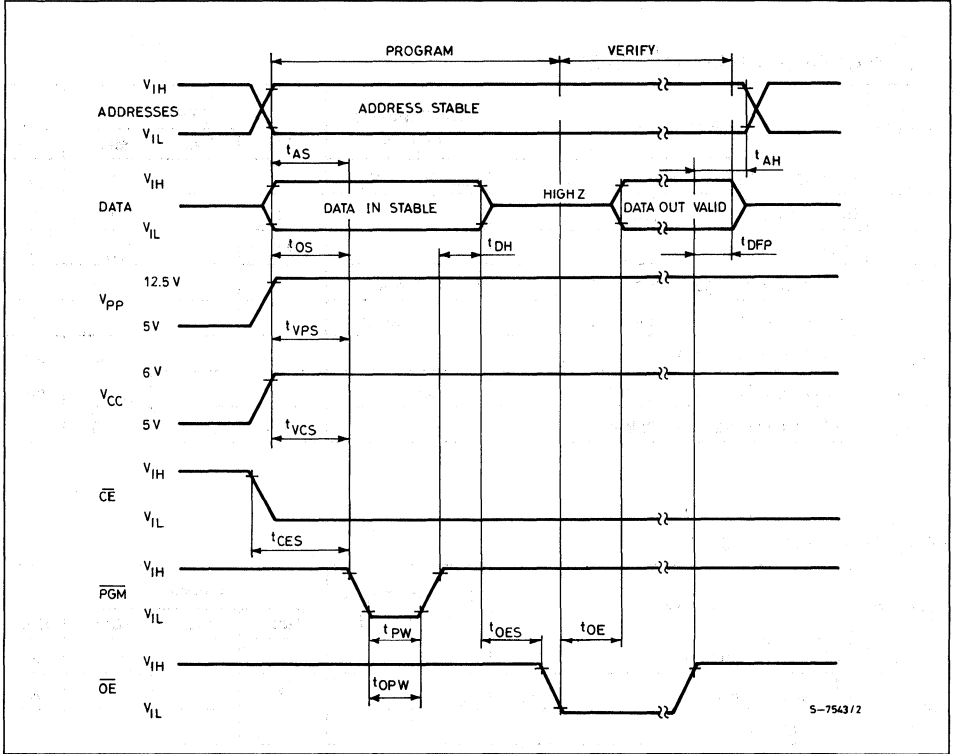 PROGRAM VERIFY
VIH
ADDRESSES ADDRESS STABLE
VIL
tAS tAH
VIH
DATA DATA IN STABLE HIGH Z DATA OUT VALID
VIL
tOS tDH tDFP
12.5 V
VPP
5V
tVPS
6V
VCC
5V
tVCS
VIH
CE
VIL
tCES
VIH
PGM
VIL
tPW tOES tOE
VIH
OE tOPW
VIL
S-7543/2